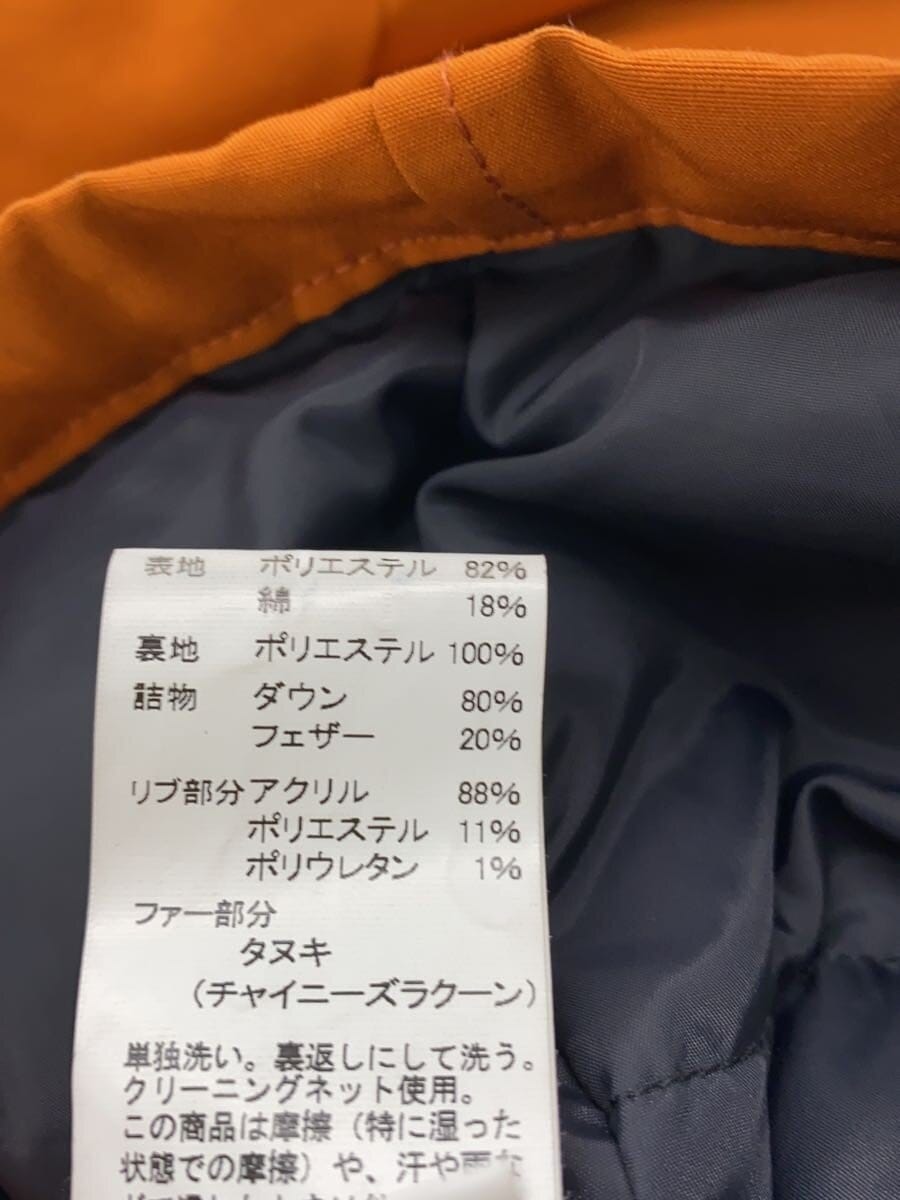 表地 ポリエステル 82%
綿 18%
裏地 ポリエステル 100%
詰物 ダウン 80%
フェザー 20%
リブ部分 アクリル 88%
ポリエステル 11%
ポリウレタン 1%
ファー部分
タヌキ
（チャイニーズラクーン）
単独洗い。裏返しにして洗う。
クリーニングネット使用。
この商品は摩擦（特に湿った
状態での摩擦）や、汗や雨な